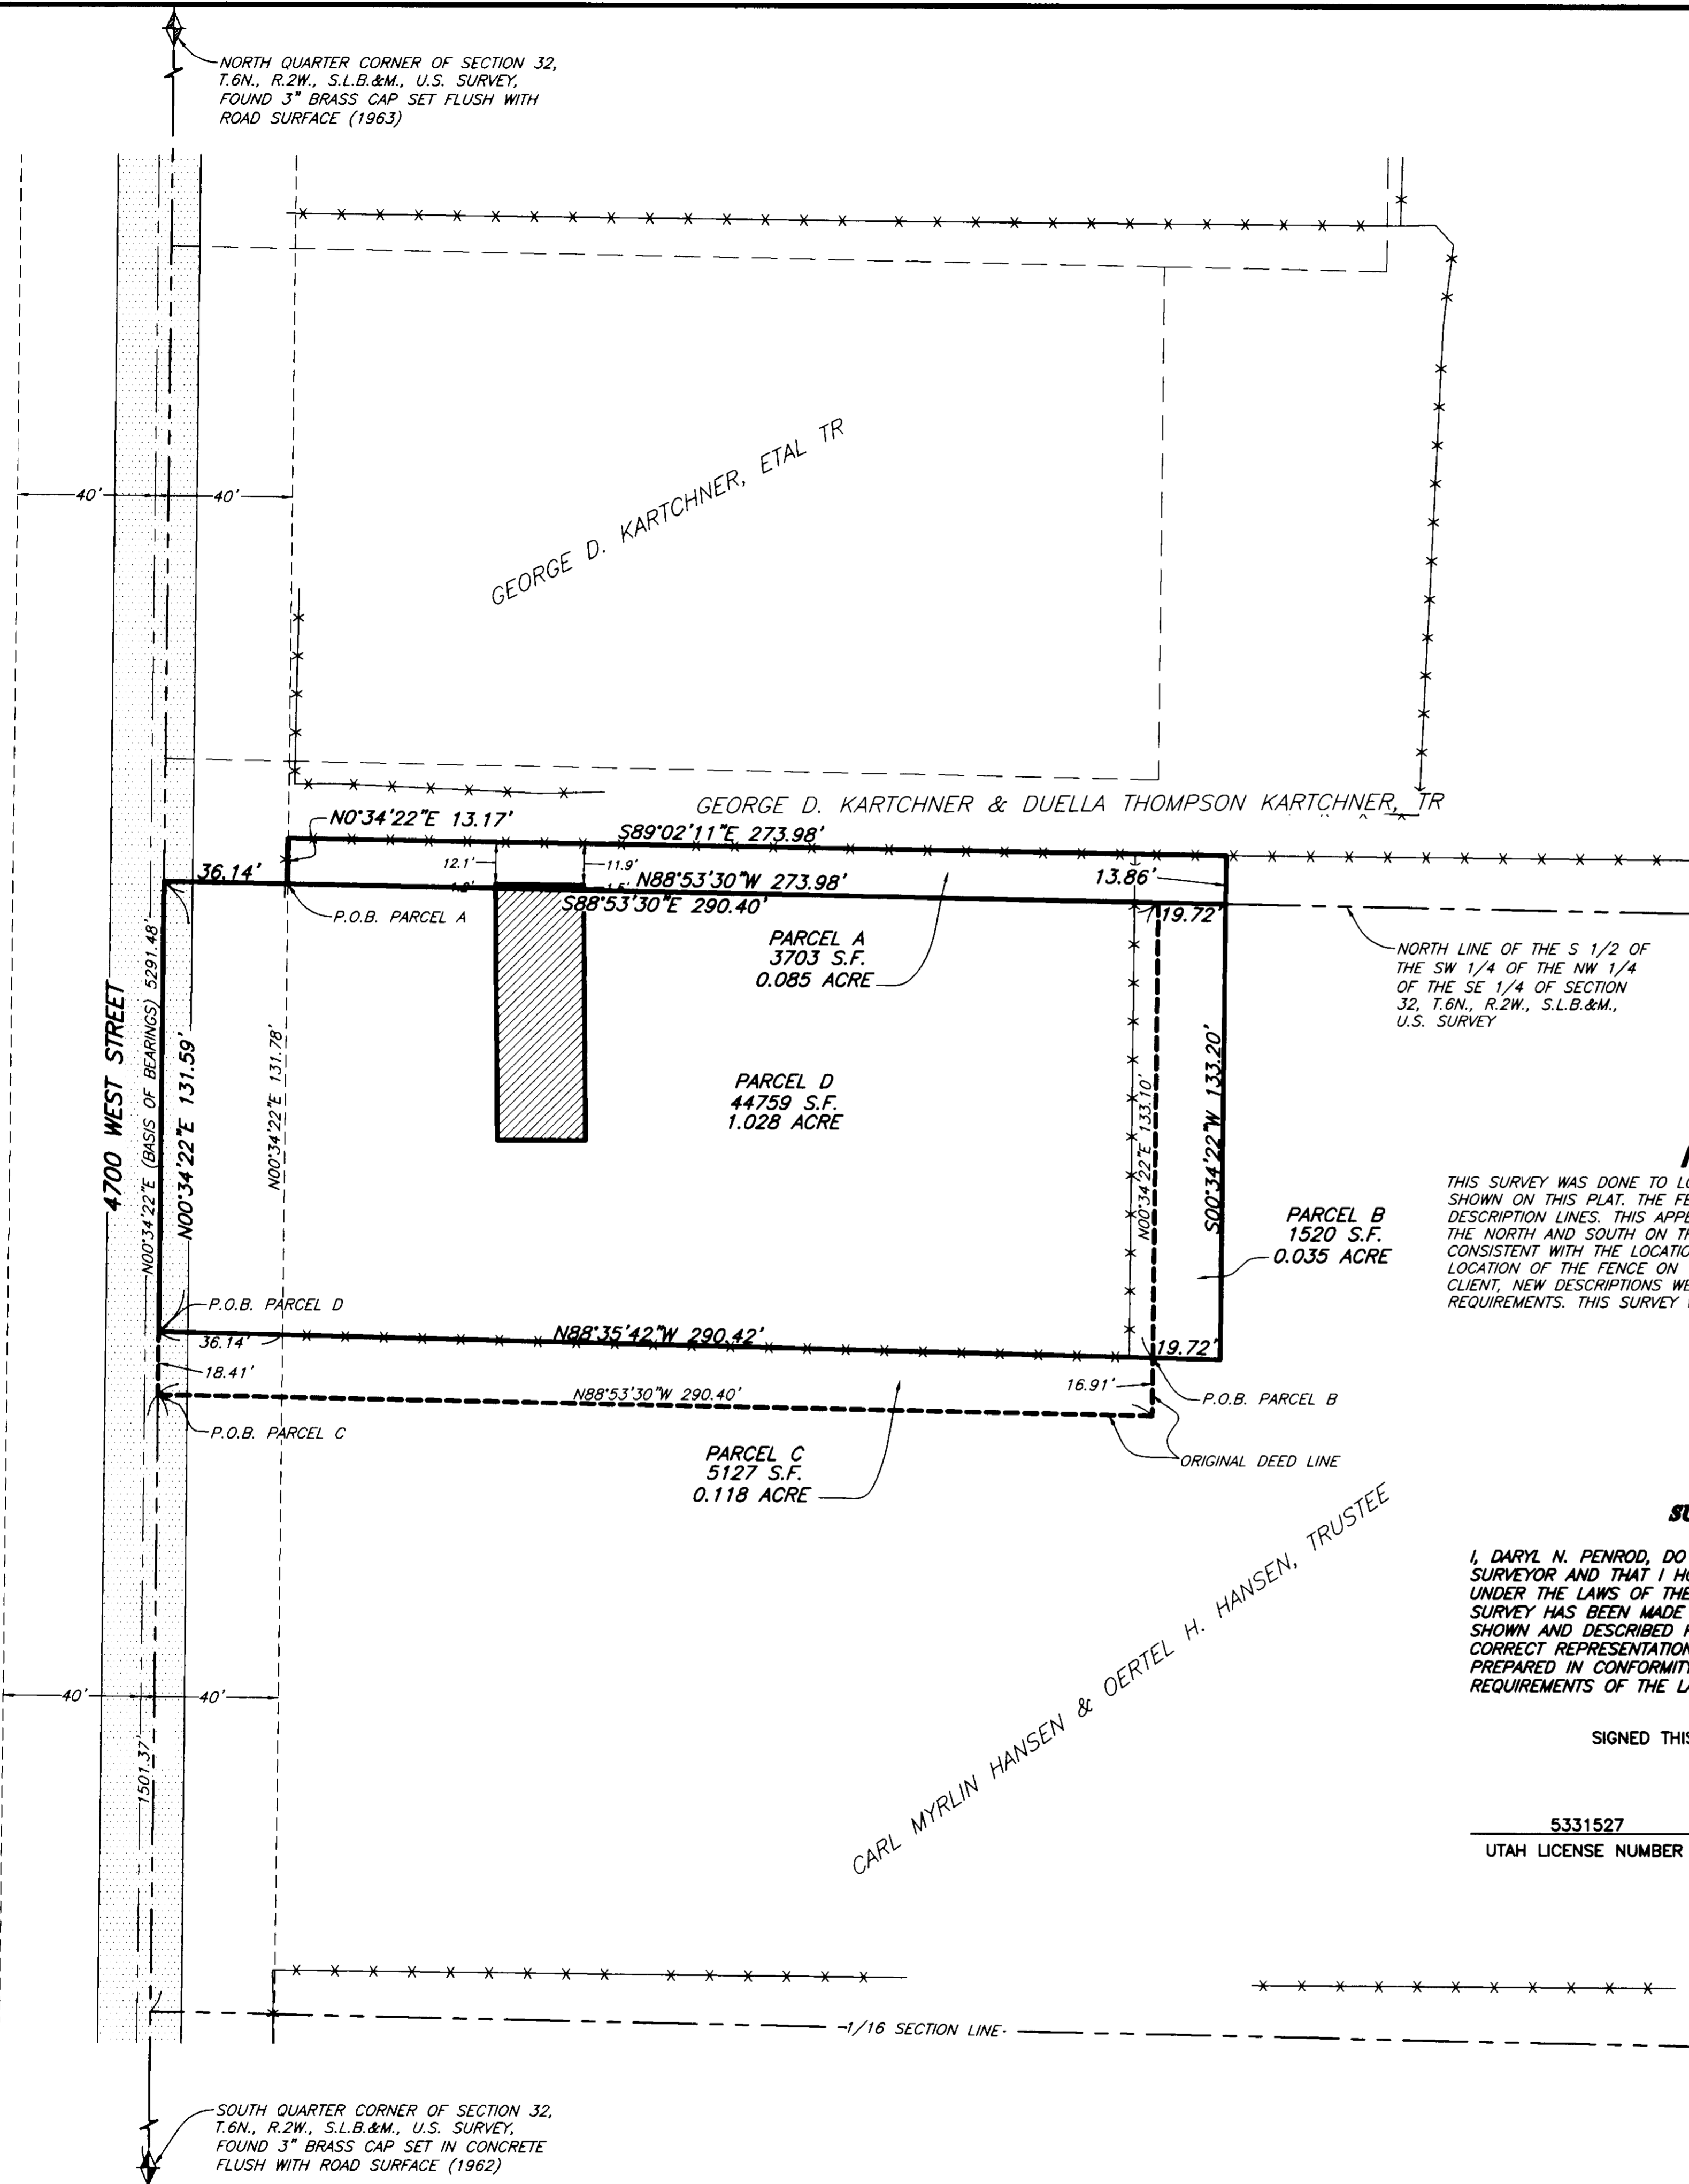 NORTH QUARTER CORNER OF SECTION 32,
T.6N., R.2W., S.L.B.&M., U.S. SURVEY,
FOUND 3" BRASS CAP SET FLUSH WITH
ROAD SURFACE (1963)
40'
40'
GEORGE D. KARTCHNER, ETAL TR
GEORGE D. KARTCHNER & DUELLA THOMPSON KARTCHNER, TR
N0°34'22"E 13.17'
S89°02'11"E 273.98'
12.1'
11.9'
36.14'
N88°53'30"W 273.98'
13.86'
P.O.B. PARCEL A
S88°53'30"E 290.40'
19.72'
PARCEL A
3703 S.F.
0.085 ACRE
NORTH LINE OF THE S 1/2 OF
THE SW 1/4 OF THE NW 1/4
OF THE SE 1/4 OF SECTION
32, T.6N., R.2W., S.L.B.&M.,
U.S. SURVEY
4700 WEST STREET
N00°34'22"E (BASIS OF BEARINGS) 5291.48'
N00°34'22"E 131.59'
N00°34'22"E 131.78'
PARCEL D
44759 S.F.
1.028 ACRE
N00°34'22"E 133.10'
S00°34'22"W 133.20'
PARCEL B
1520 S.F.
0.035 ACRE
THIS SURVEY WAS DONE TO
SHOWN ON THIS PLAT. THE
DESCRIPTION LINES. THIS
THE NORTH AND SOUTH ON
CONSISTENT WITH THE
LOCATION OF THE FENCE ON
CLIENT, NEW DESCRIPTIONS
REQUIREMENTS. THIS SURVEY
P.O.B. PARCEL D
36.14'
N88°35'42"W 290.42'
19.72'
18.41'
N88°53'30"W 290.40'
16.91'
P.O.B. PARCEL B
P.O.B. PARCEL C
ORIGINAL DEED LINE
PARCEL C
5127 S.F.
0.118 ACRE
CARL MYRLIN HANSEN & OERTEL H. HANSEN, TRUSTEE
I, DARYL N. PENROD, DO
SURVEYOR AND THAT I
UNDER THE LAWS OF THE
SURVEY HAS BEEN MADE
SHOWN AND DESCRIBED
CORRECT REPRESENTATION
PREPARED IN CONFORMITY
REQUIREMENTS OF THE
40'
40'
1501.37'
SIGNED THIS
5331527
UTAH LICENSE NUMBER
1/16 SECTION LINE
SOUTH QUARTER CORNER OF SECTION 32,
T.6N., R.2W., S.L.B.&M., U.S. SURVEY,
FOUND 3" BRASS CAP SET IN CONCRETE
FLUSH WITH ROAD SURFACE (1962)